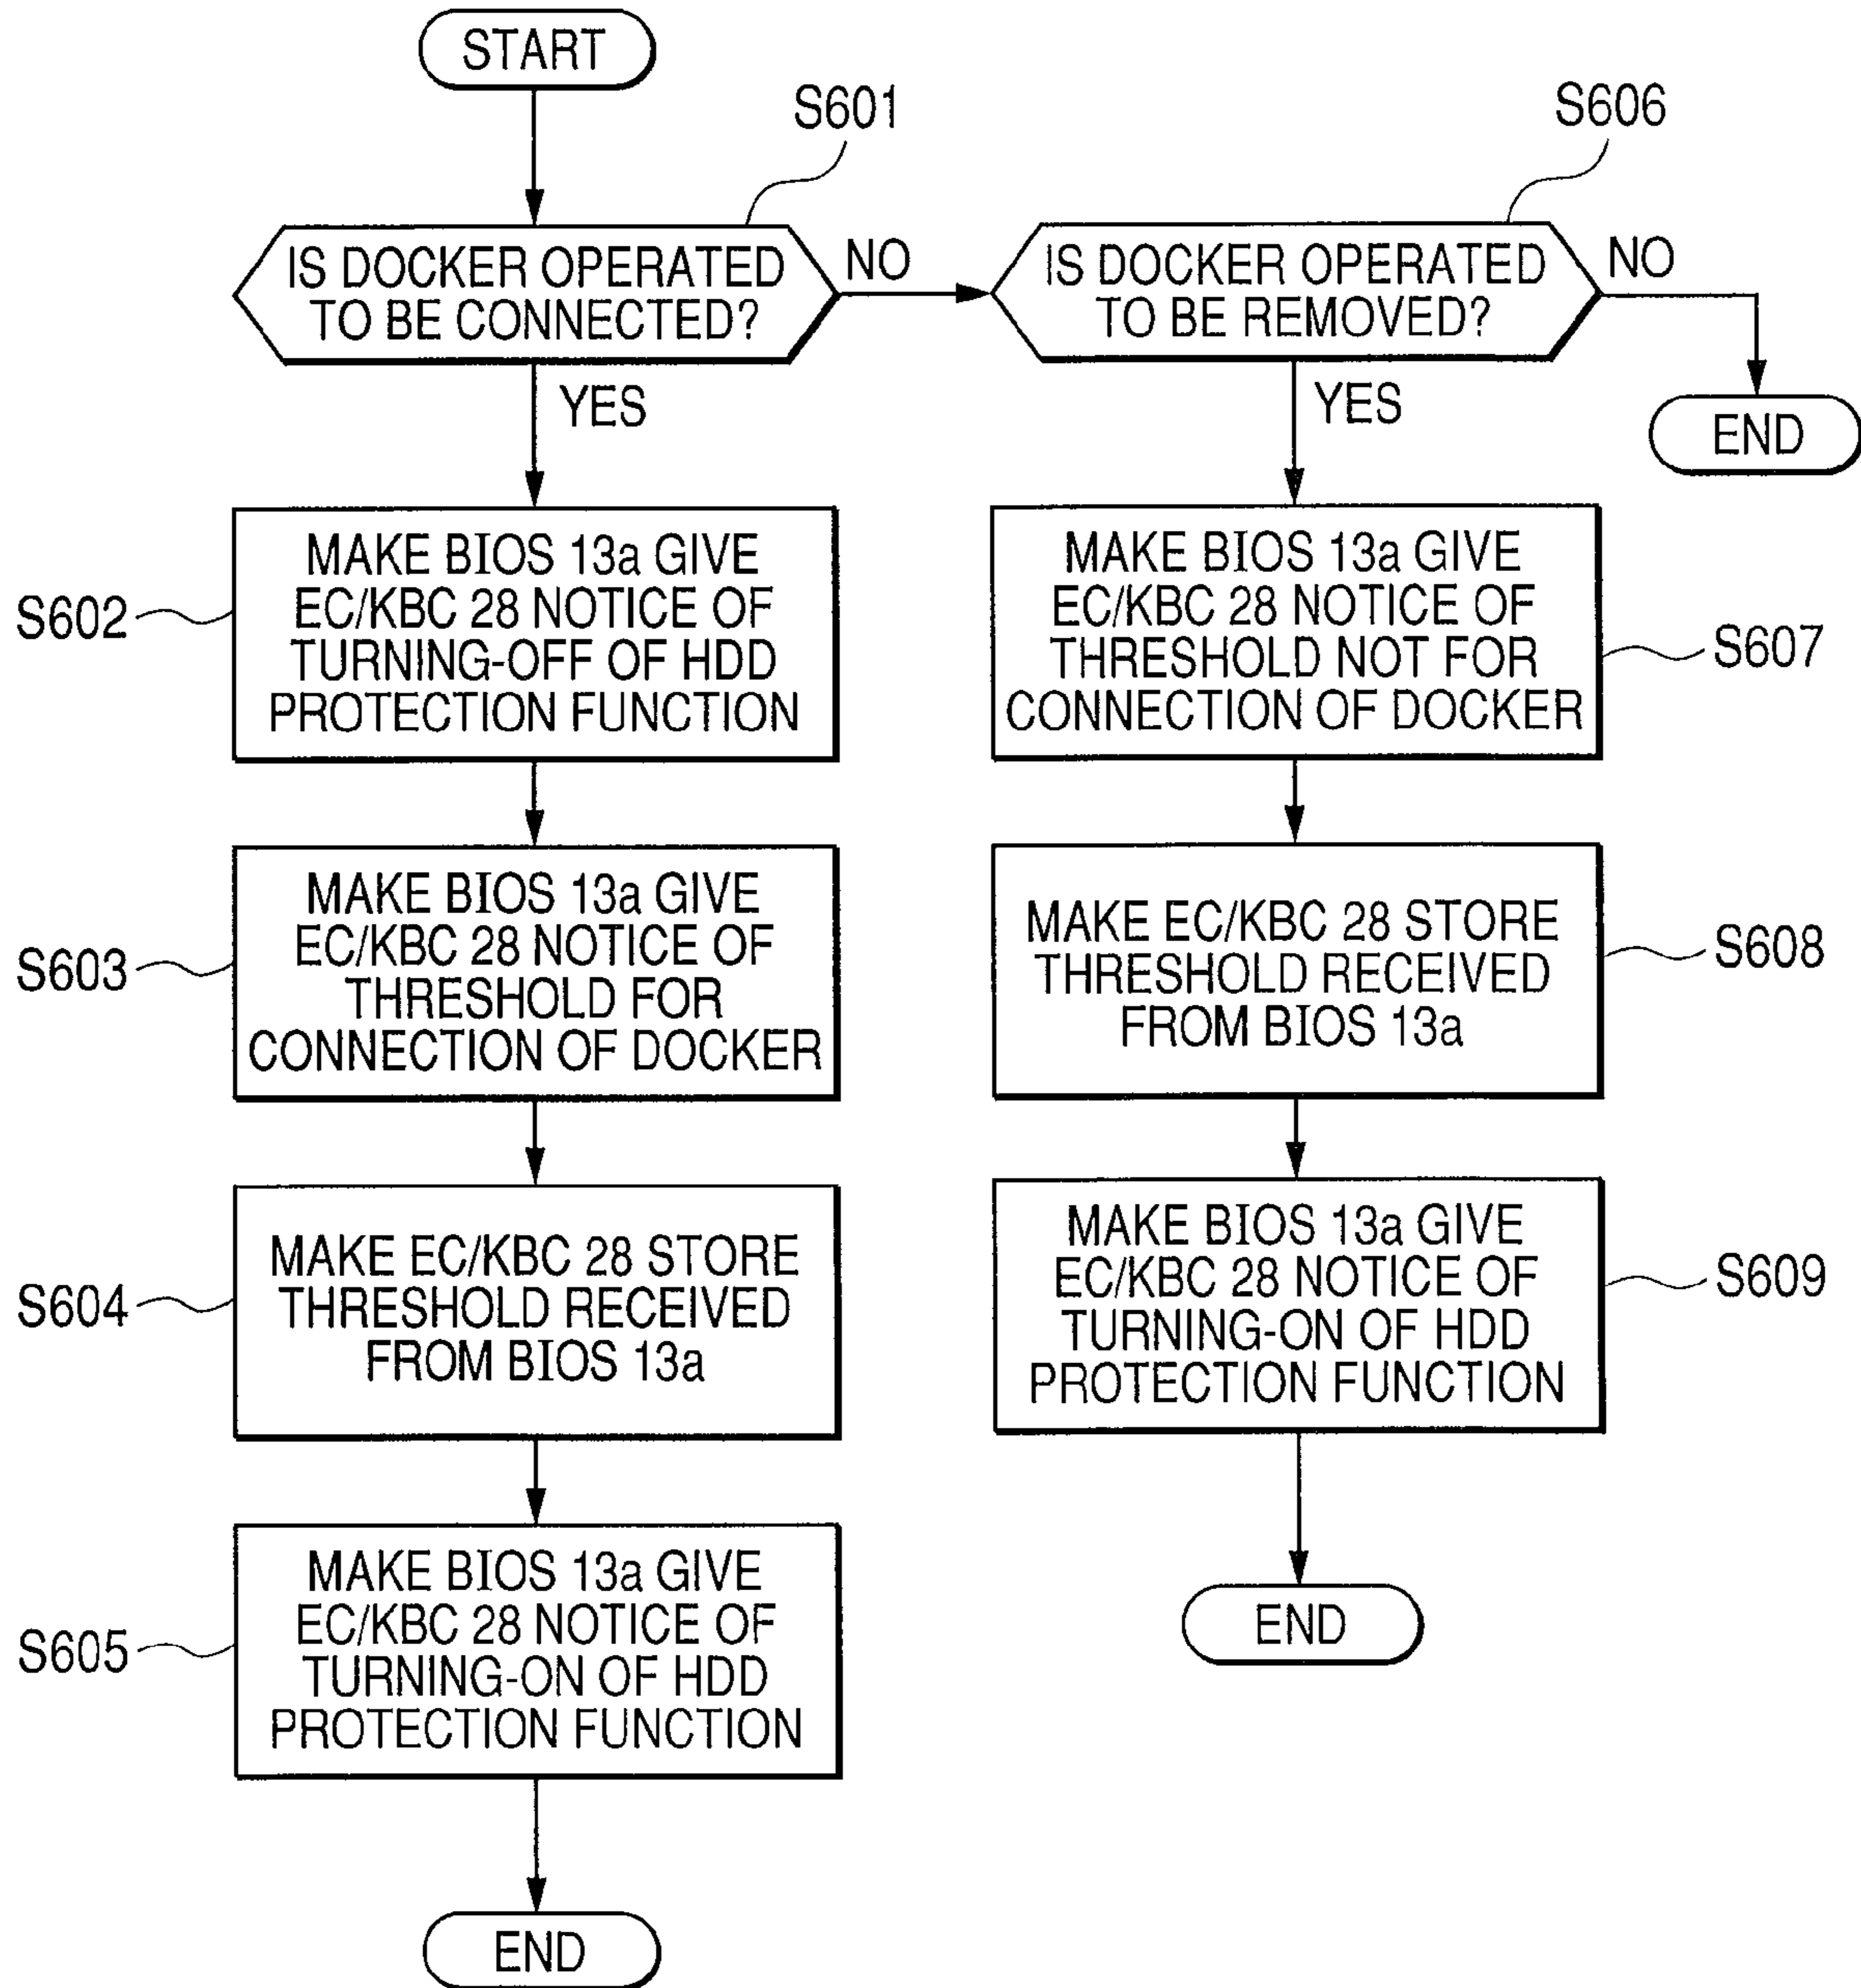 START
S601
S606
IS DOCKER OPERATED
TO BE CONNECTED?
NO
IS DOCKER OPERATED
TO BE REMOVED?
NO
YES
YES
END
S602
MAKE BIOS 13a GIVE
EC/KBC 28 NOTICE OF
TURNING-OFF OF HDD
PROTECTION FUNCTION
MAKE BIOS 13a GIVE
EC/KBC 28 NOTICE OF
THRESHOLD NOT FOR
CONNECTION OF DOCKER
S607
S603
MAKE BIOS 13a GIVE
EC/KBC 28 NOTICE OF
THRESHOLD FOR
CONNECTION OF DOCKER
MAKE EC/KBC 28 STORE
THRESHOLD RECEIVED
FROM BIOS 13a
S608
S604
MAKE EC/KBC 28 STORE
THRESHOLD RECEIVED
FROM BIOS 13a
MAKE BIOS 13a GIVE
EC/KBC 28 NOTICE OF
TURNING-ON OF HDD
PROTECTION FUNCTION
S609
S605
MAKE BIOS 13a GIVE
EC/KBC 28 NOTICE OF
TURNING-ON OF HDD
PROTECTION FUNCTION
END
END